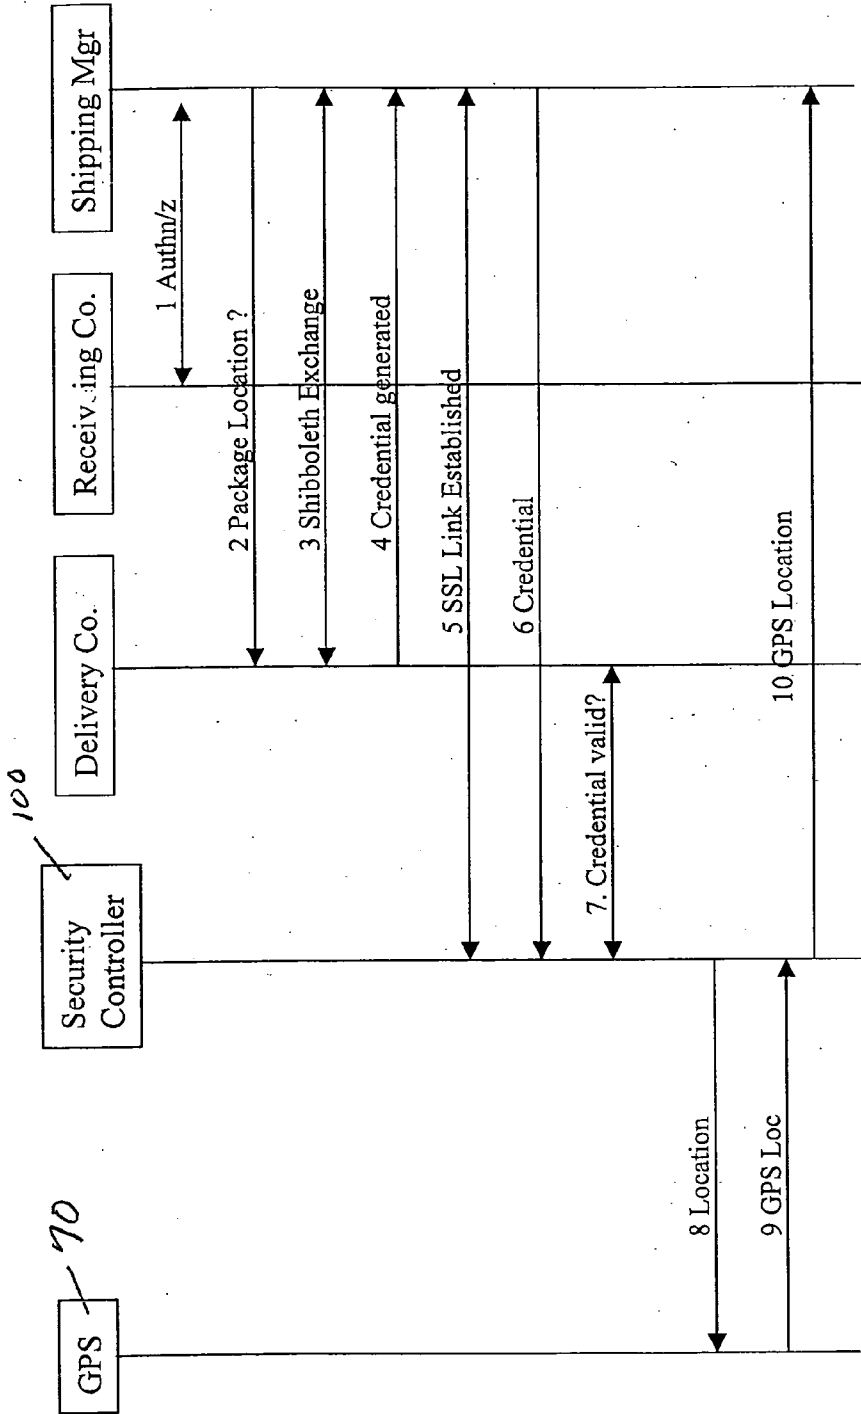 100
70
GPS
Security
Controller
Delivery Co.
Receiving Co.
Shipping Mgr
1 Authn/z
2 Package Location ?
3 Shibboleth Exchange
4 Credential generated
5 SSL Link Established
6 Credential
7. Credential valid?
8 Location
9 GPS Loc
10 GPS Location